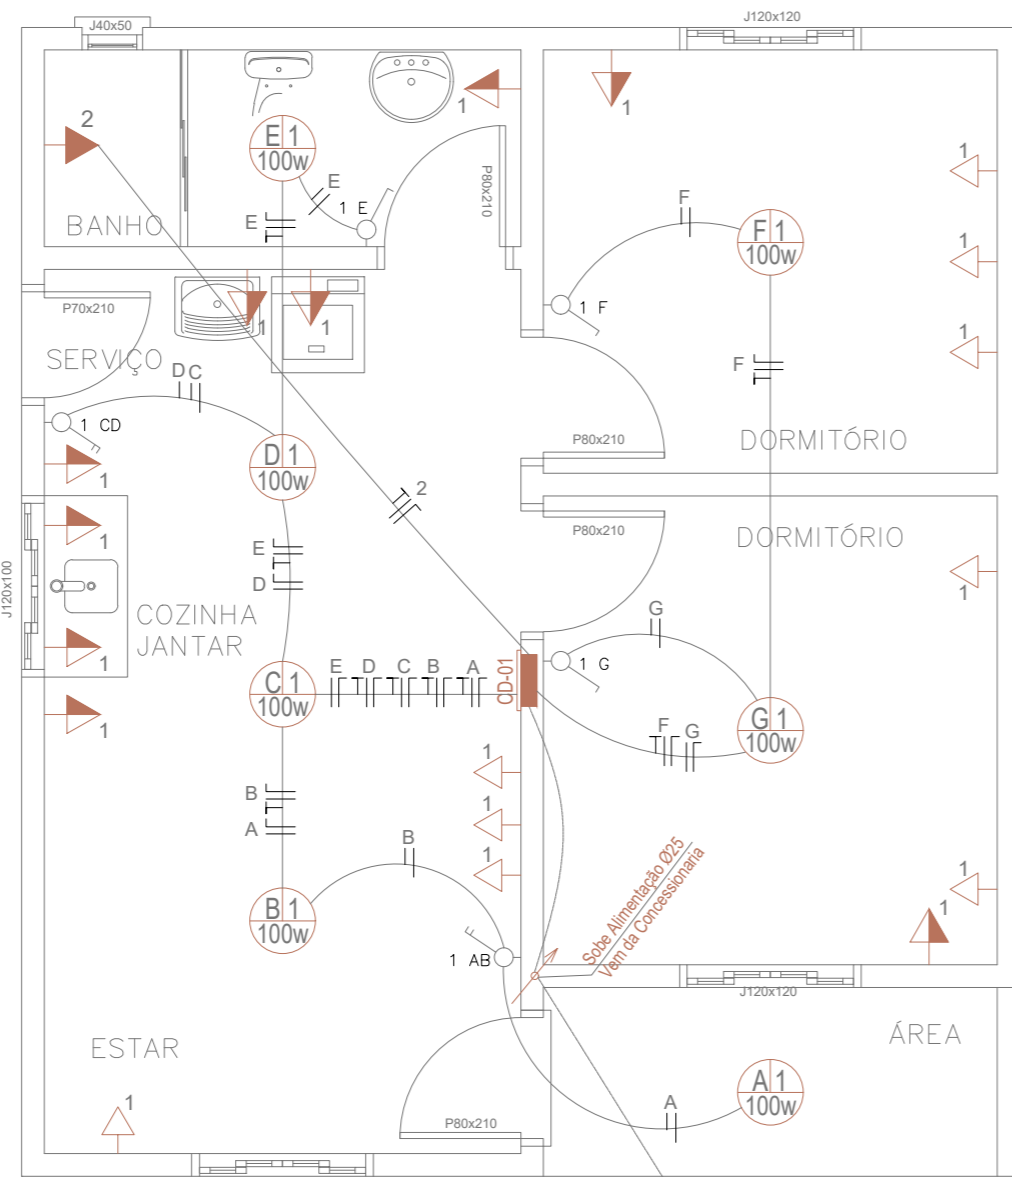 J40x50
J120x120
2
1
1
E 1
100w
E
1 E
E
P80x210
BANHO
1
F
F 1
100w
1
P70x210
1
1
1 F
SERVIÇO
F
1
D
C
1 CD
P80x210
DORMITÓRIO
D 1
100w
1
2
P80x210
DORMITÓRIO
1
E
D
J120x100
1
COZINHA
JANTAR
G
1
1 G
E
D
C
B
A
CD-01
C 1
100w
1
F
G
G 1
100w
1
B
A
1
B
1
Sobe Alimentação Ø25
Vem da Concessionaria
1
1
B 1
100w
1 AB
J120x120
ESTAR
ÁREA
A 1
100w
1
A
P80x210